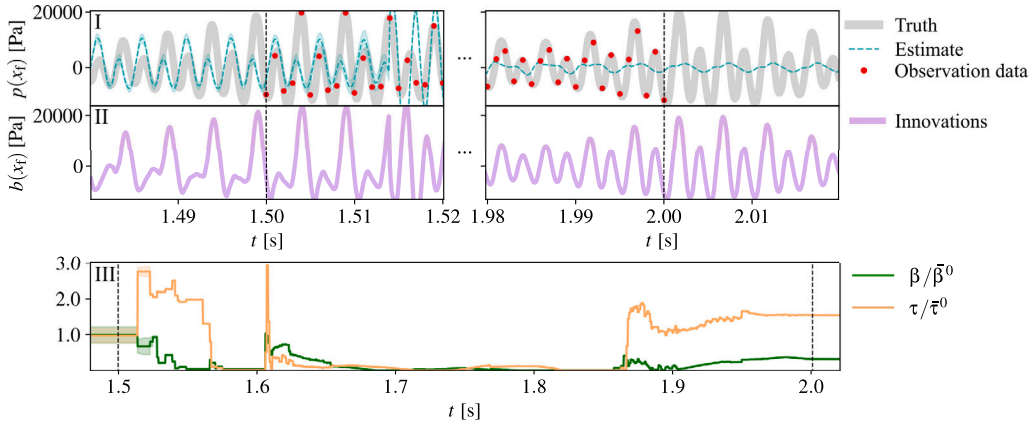 20000
I
p(x_f) [Pa]
0
...
Truth
Estimate
Observation data
20000
II
b(x_f) [Pa]
0
...
Innovations
1.49 1.50 1.51 1.52 1.98 1.99 2.00 2.01
t [s] t [s]
3.0
III
2.0
1.0
β/β̄⁰
τ/τ̄⁰
1.5 1.6 1.7 1.8 1.9 2.0
t [s]